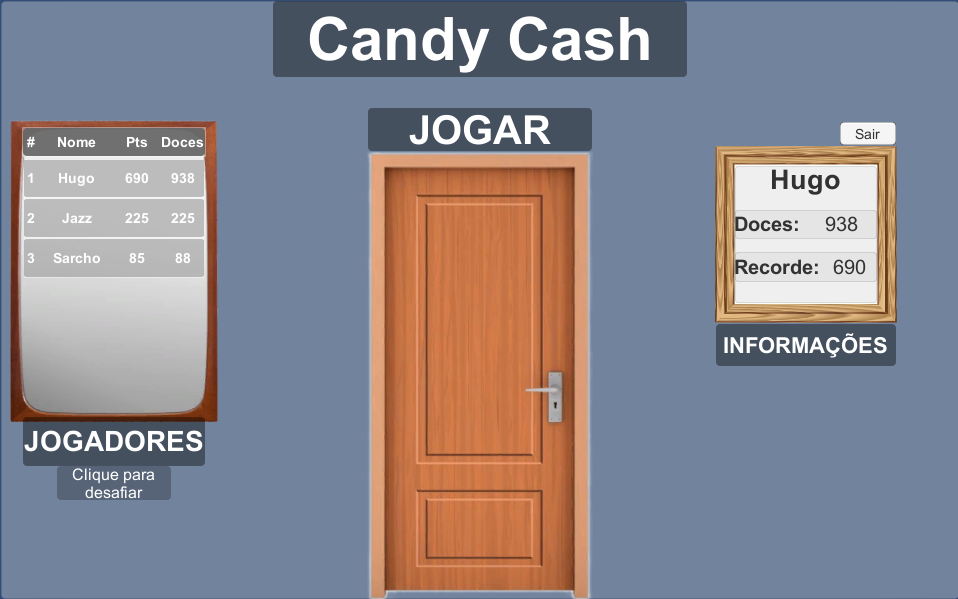 Candy Cash
# Nome Pts Doces
1 Hugo 690 938
2 Jazz 225 225
3 Sarcho 85 88
JOGADORES
Clique para
desafiar
JOGAR
Sair
Hugo
Doces: 938
Recorde: 690
INFORMAÇÕES